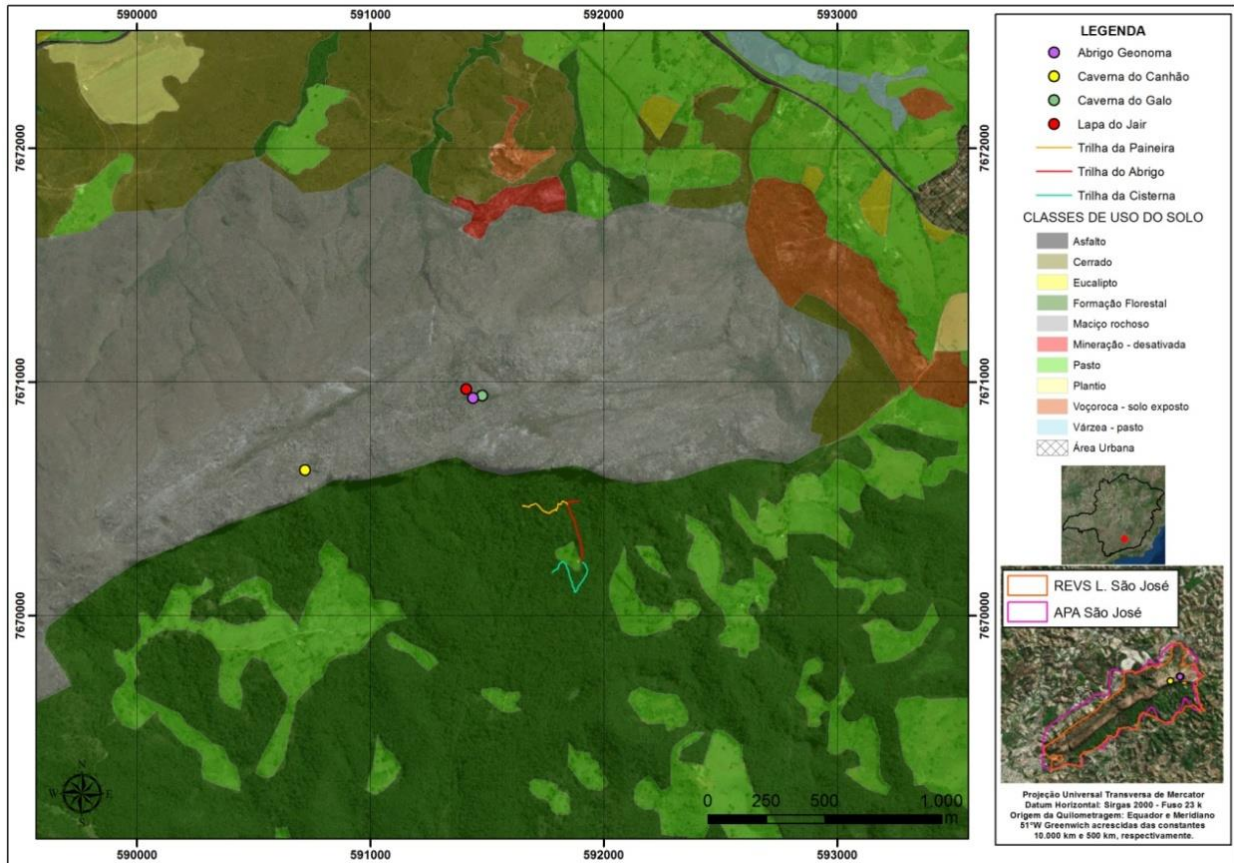 590000 591000 592000 593000
7672000 7672000
7671000 7671000
7670000 7670000
N
W E
S
0 250 500 1.000
m
590000 591000 592000 593000
LEGENDA
Abrigo Geonoma
Caverna do Canhão
Caverna do Galo
Lapa do Jair
Trilha da Paineira
Trilha do Abrigo
Trilha da Cisterna
CLASSES DE USO DO SOLO
Asfalto
Cerrado
Eucalipto
Formação Florestal
Maciço rochoso
Mineração - desativada
Pasto
Plantio
Voçoroca - solo exposto
Várzea - pasto
Área Urbana
REVS L. São José
APA São José
Projeção Universal Transversa de Mercator
Datum Horizontal: Sirgas 2000 - Fuso 23 k
Origem da Quilometragem: Equador e Meridiano
51°W Greenwich acrescidas das constantes
10.000 km e 500 km, respectivamente.